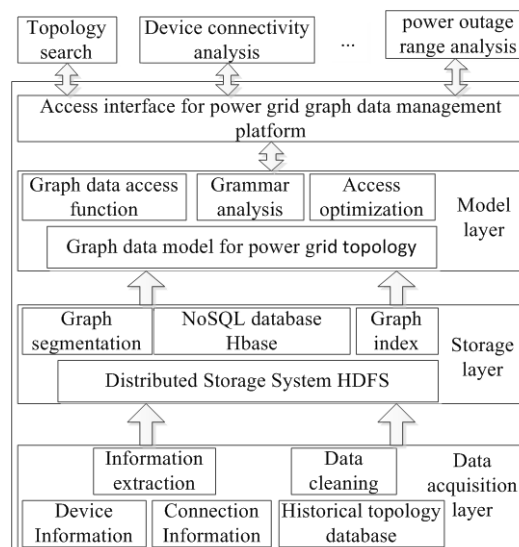 Topology
search
Device connectivity
analysis
...
power outage
range analysis
Access interface for power grid graph data management
platform
Graph data access
function
Grammar
analysis
Access
optimization
Graph data model for power grid topology
Model
layer
Graph
segmentation
NoSQL database
Hbase
Graph
index
Distributed Storage System HDFS
Storage
layer
Information
extraction
Data
cleaning
Device
Information
Connection
Information
Historical topology
database
Data
acquisition
layer